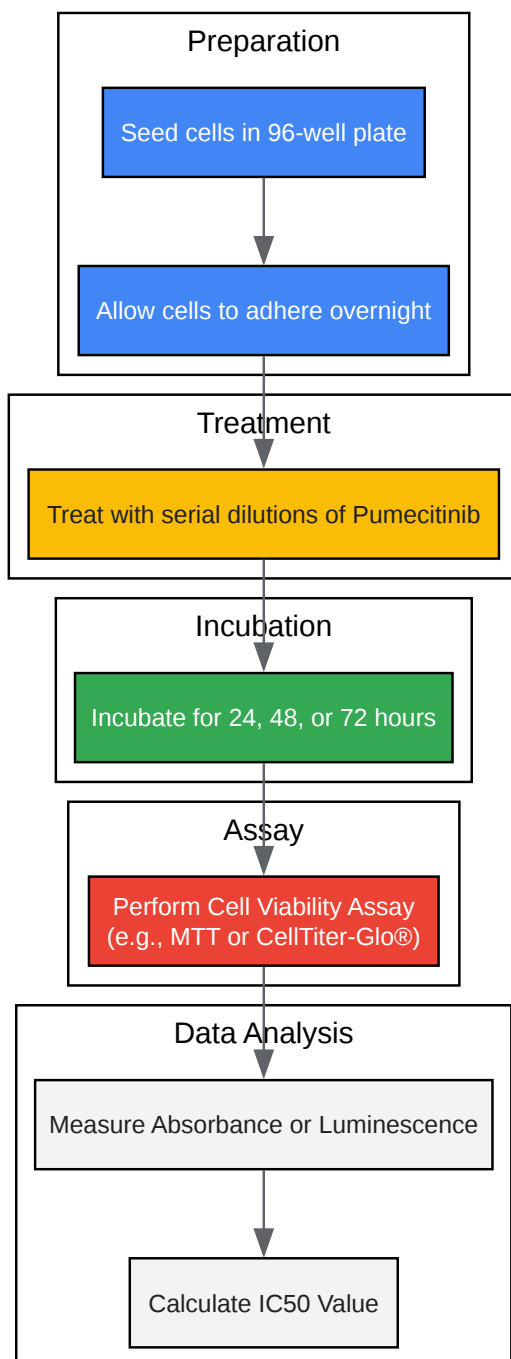 Preparation
Seed cells in 96-well plate
Allow cells to adhere overnight
Treatment
Treat with serial dilutions of Pumecitinib
Incubation
Incubate for 24, 48, or 72 hours
Assay
Perform Cell Viability Assay
(e.g., MTT or CellTiter-Glo®)
Data Analysis
Measure Absorbance or Luminescence
Calculate IC50 Value